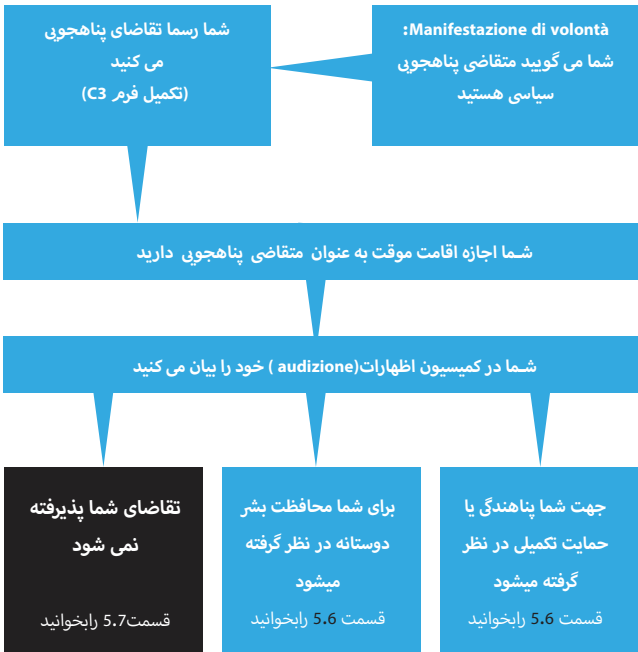 Manifestazione di volontà:
شما می گویید متقاضی پناهجویی
سیاسی هستید
شما رسما تقاضای پناهجویی
می کنید
(تکمیل فرم C3)
شـما اجازه اقامت موقت به عنوان متقاضی پناهجویی دارید
شـما در کمیسیون اظهارات(audizione ) خود را بیان می کنید
جهت شما پناهندگی یا
حمایت تکمیلی در نظر
گرفته میشود
قسمت 5.6 رابخوانید
برای شما محافظت بشر
دوستانه در نظر گرفته
میشود
قسمت 5.6 رابخوانید
تقاضای شما پذیرفته
نمی شود
قسمت5.7 رابخوانید